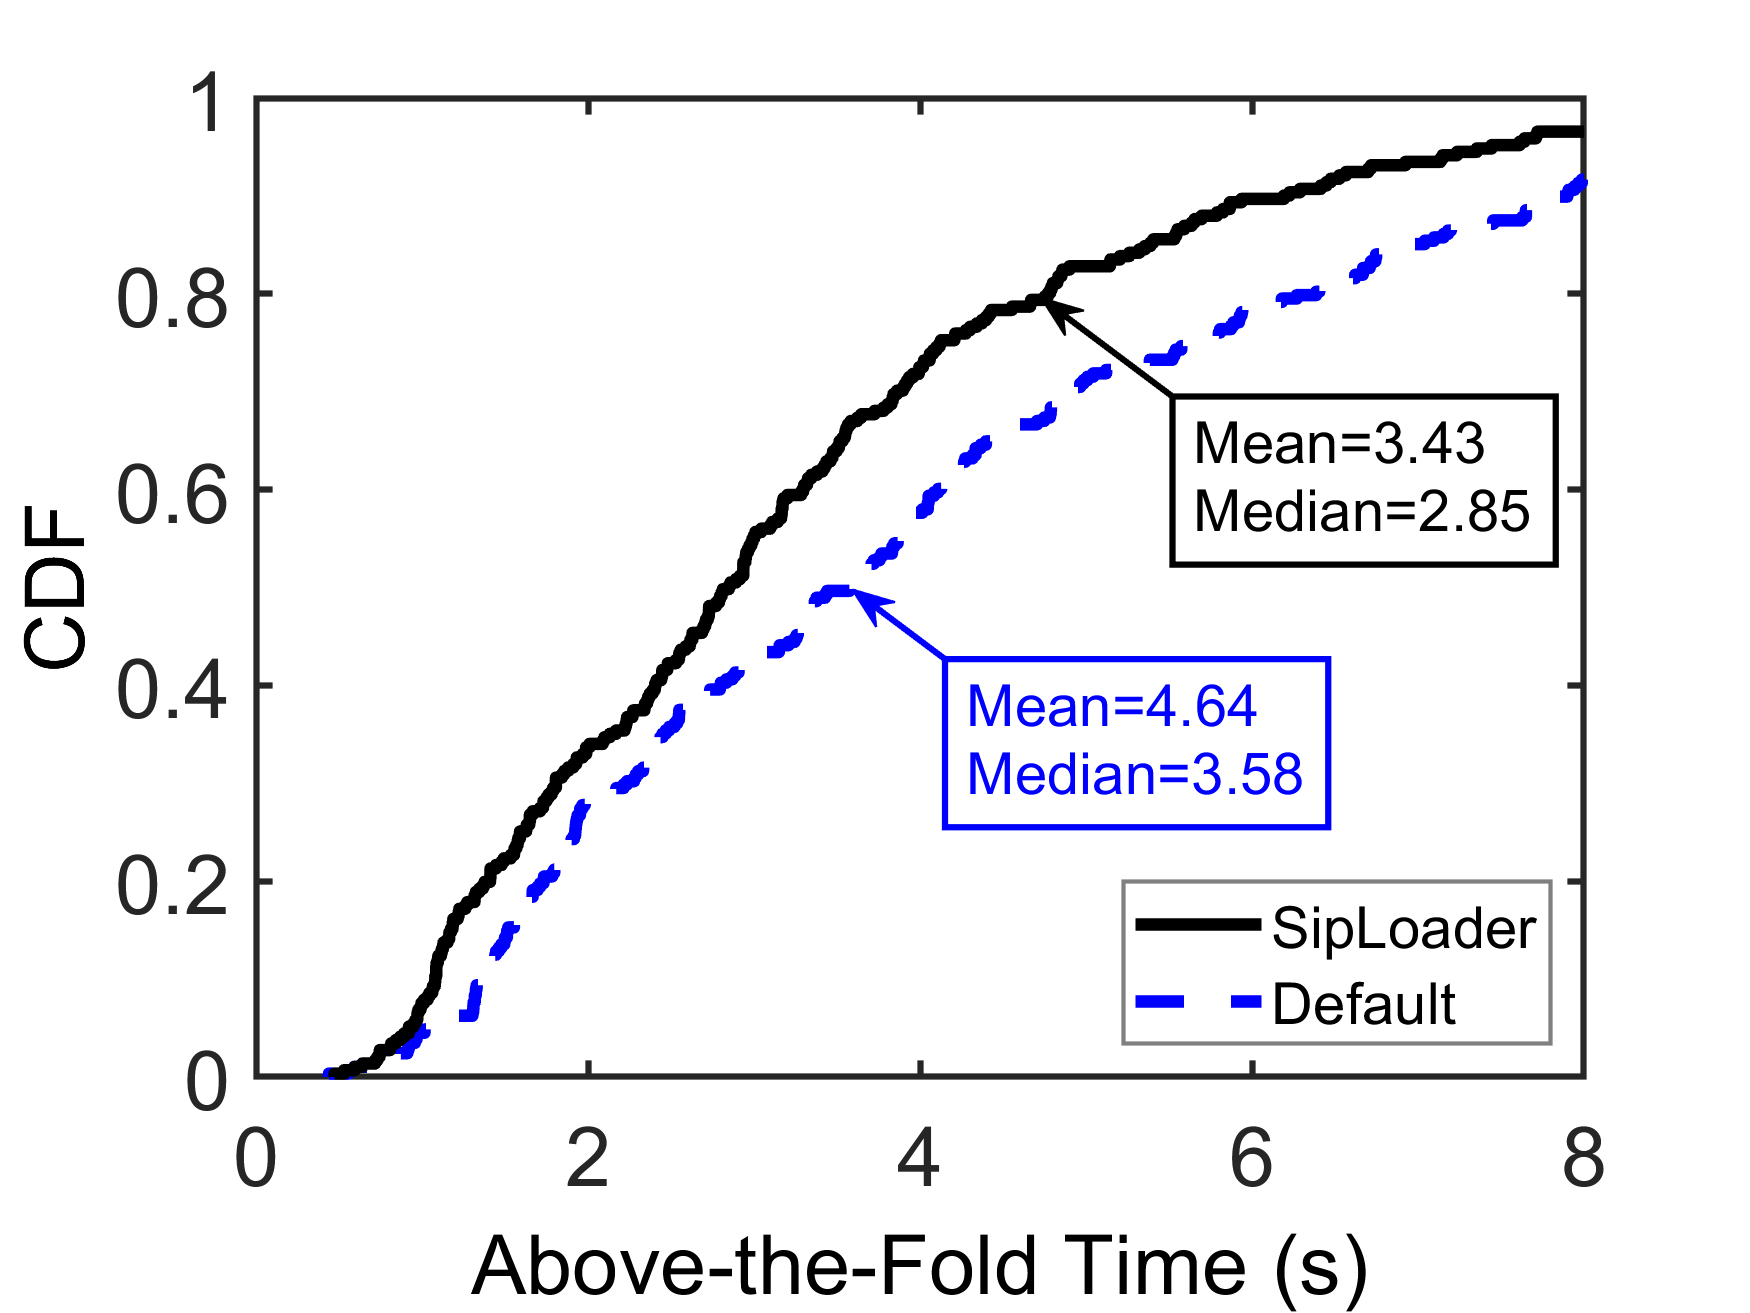 1
0.8
0.6
0.4
0.2
0
CDF
Mean=3.43
Median=2.85
Mean=4.64
Median=3.58
SipLoader
Default
0 2 4 6 8
Above-the-Fold Time (s)